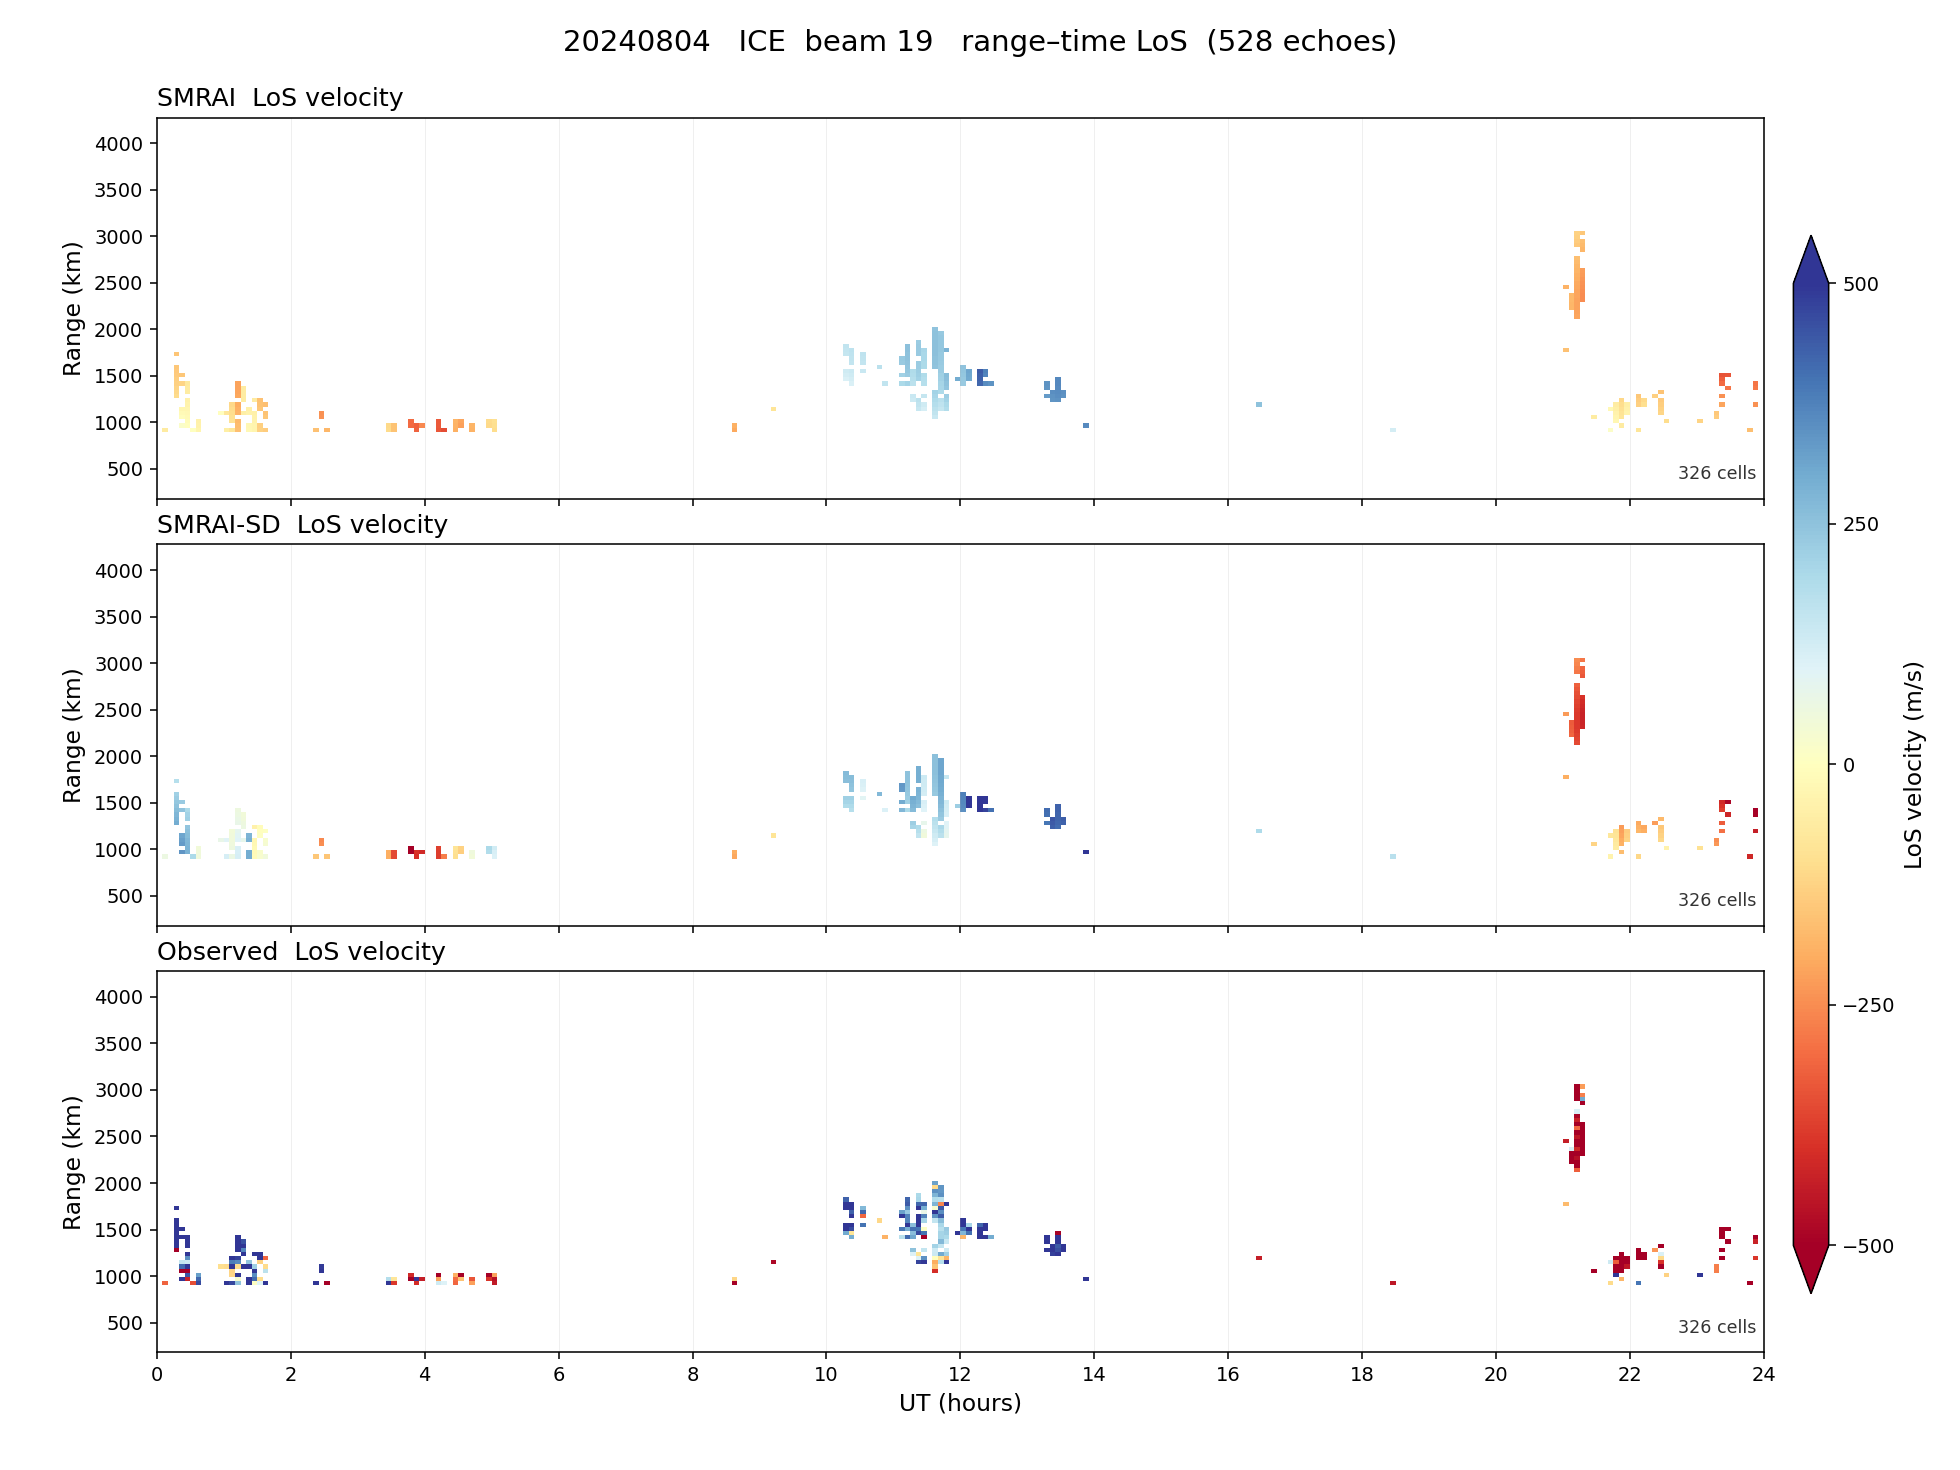 20240804   ICE  beam 19   range–time LoS  (528 echoes)
SMRAI  LoS velocity
Range (km)
4000
3500
3000
2500
2000
1500
1000
500
326 cells
SMRAI-SD  LoS velocity
Range (km)
4000
3500
3000
2500
2000
1500
1000
500
326 cells
Observed  LoS velocity
Range (km)
4000
3500
3000
2500
2000
1500
1000
500
326 cells
0 2 4 6 8 10 12 14 16 18 20 22 24
UT (hours)
500
250
0
−250
−500
LoS velocity (m/s)